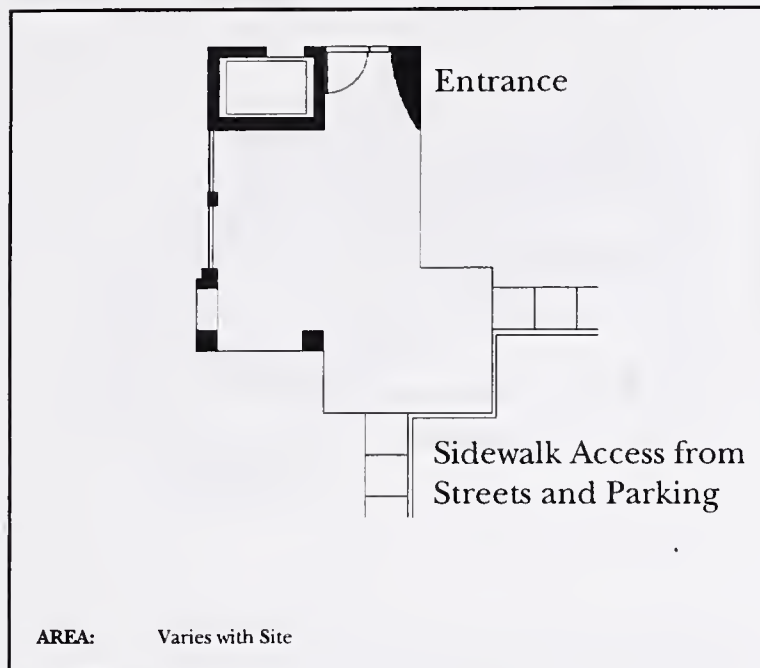 Entrance
Sidewalk Access from
Streets and Parking
AREA: Varies with Site